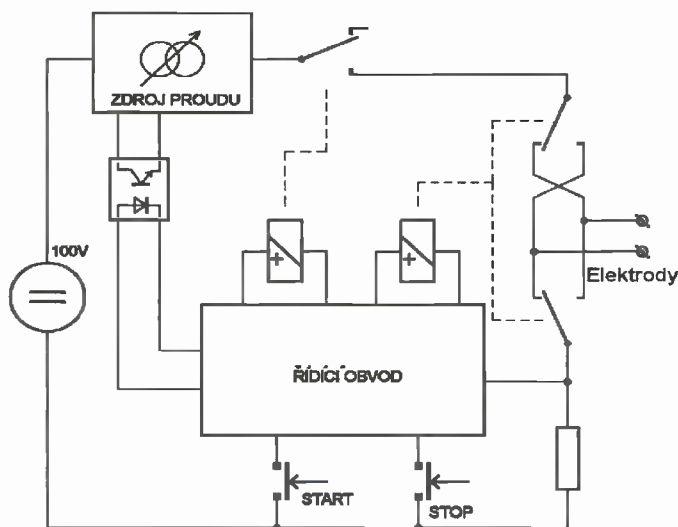 ZDROJ PROUDU
100V
Elektrody
ŘÍDÍCÍ OBVOD
START
STOP